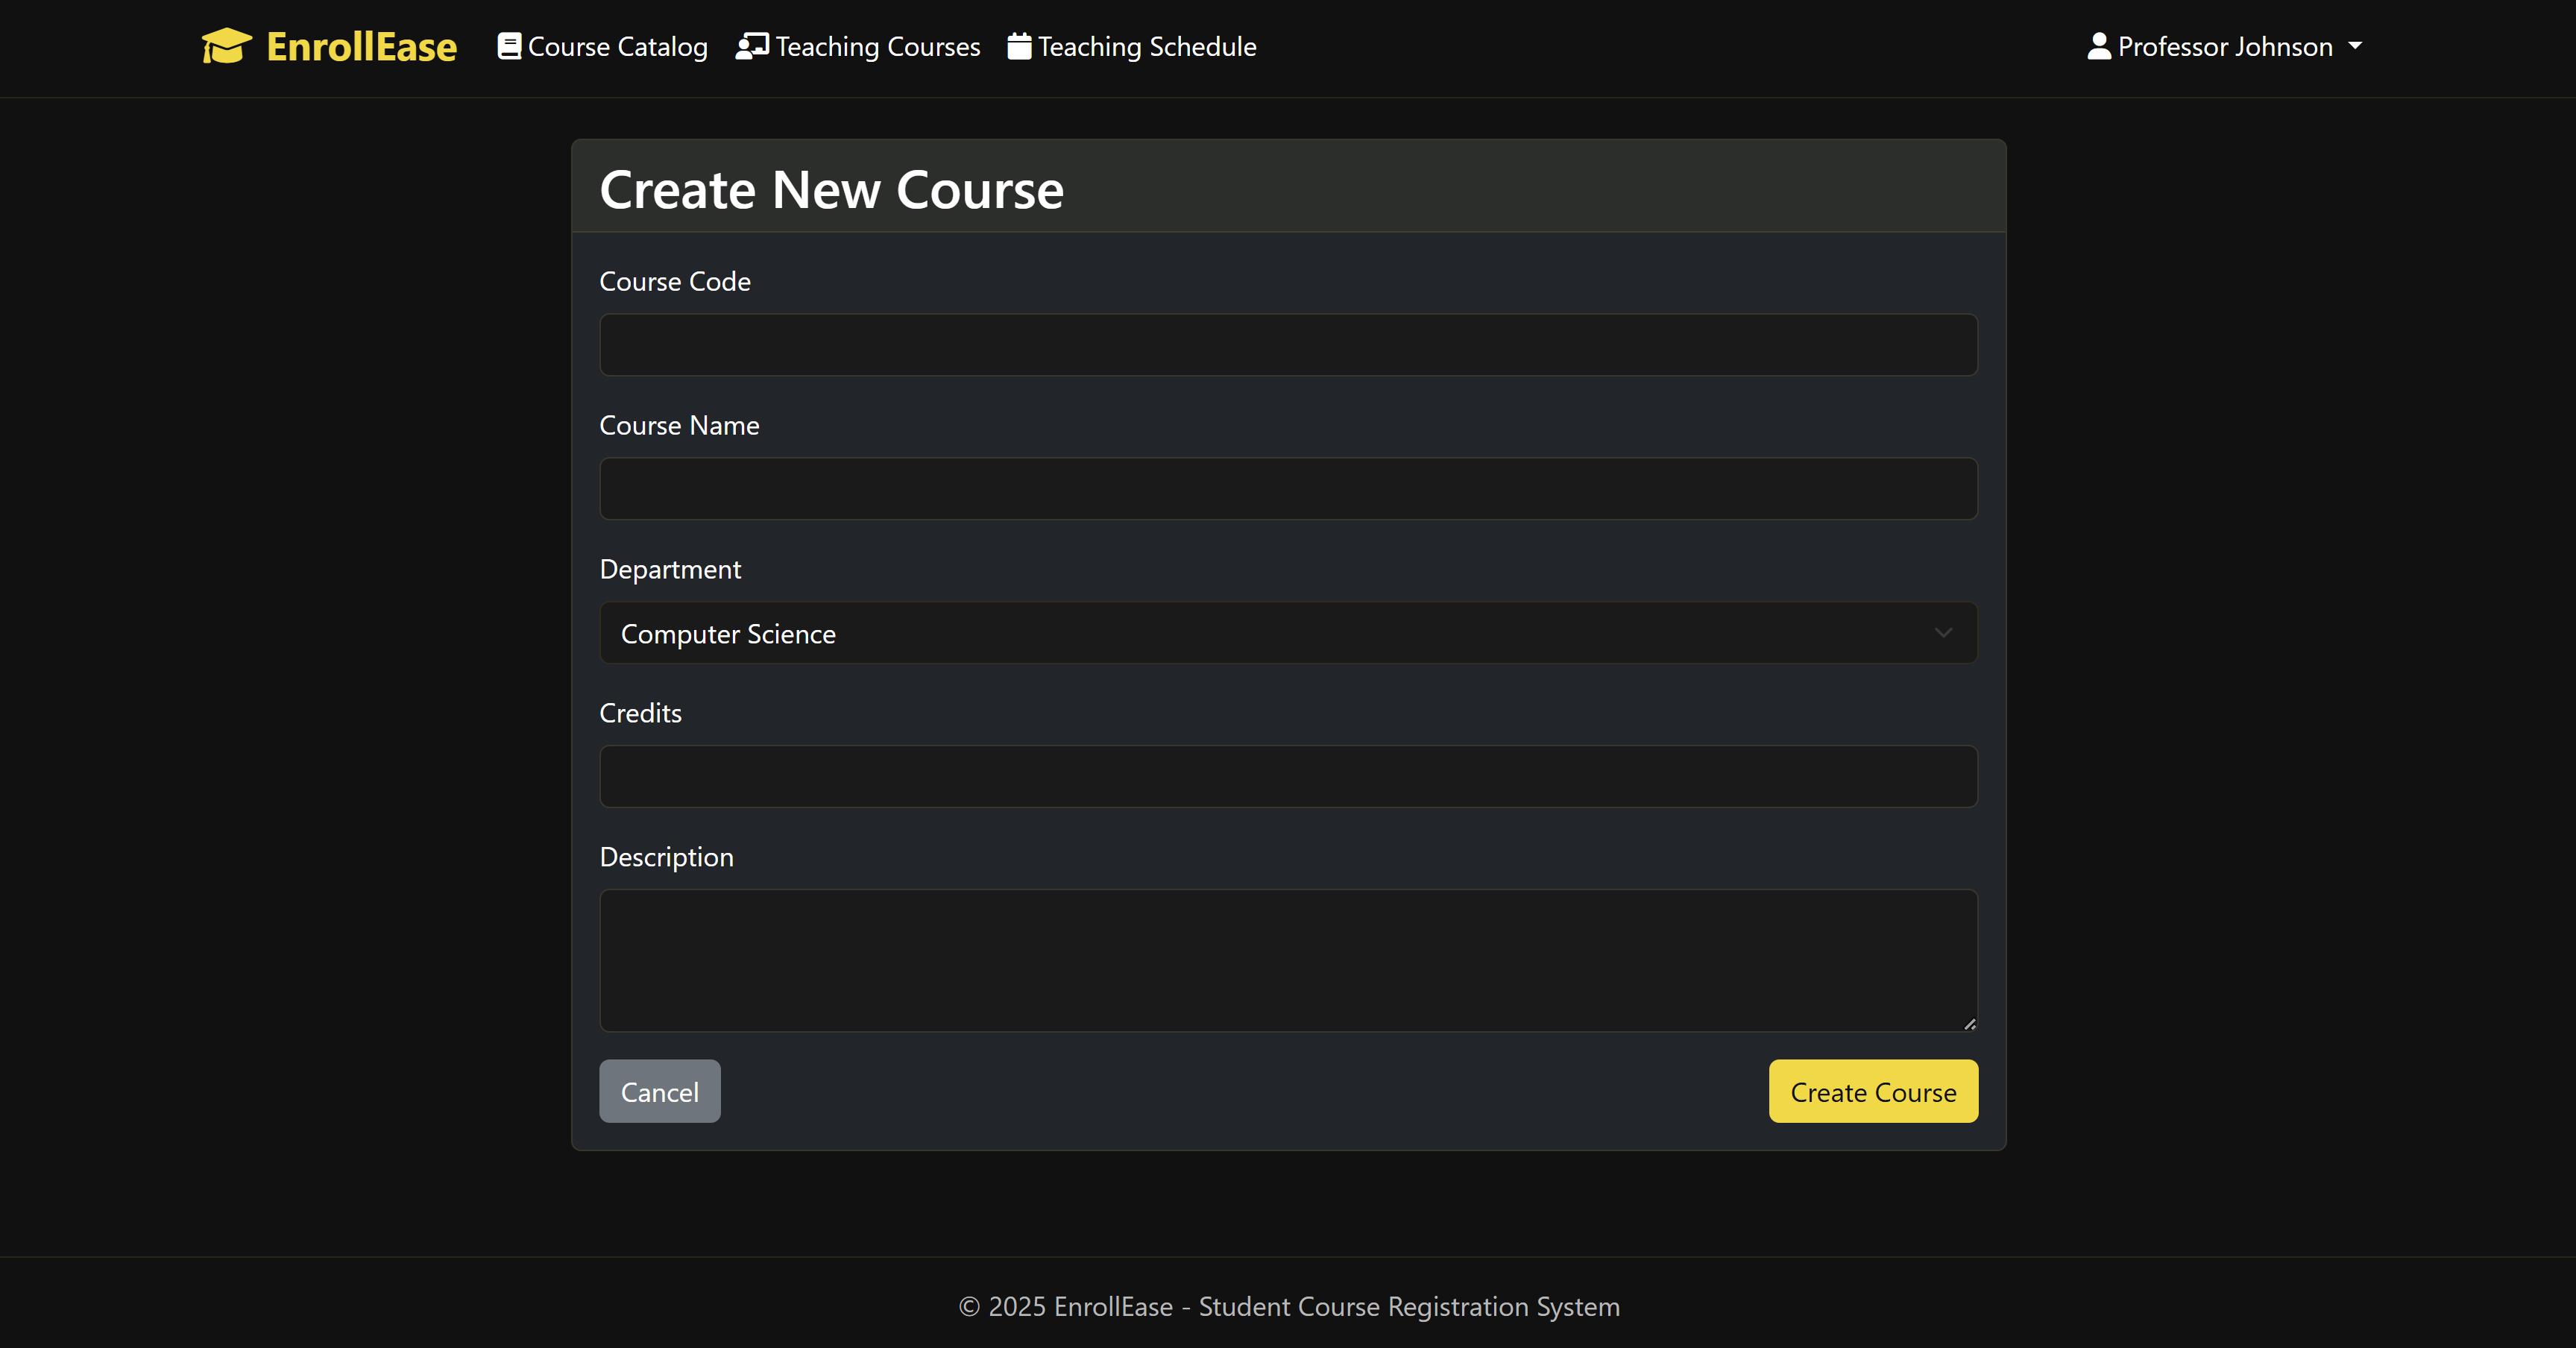 EnrollEase Course Catalog Teaching Courses Teaching Schedule Professor Johnson
Create New Course
Course Code
Course Name
Department
Computer Science
Credits
Description
Cancel Create Course
© 2025 EnrollEase - Student Course Registration System